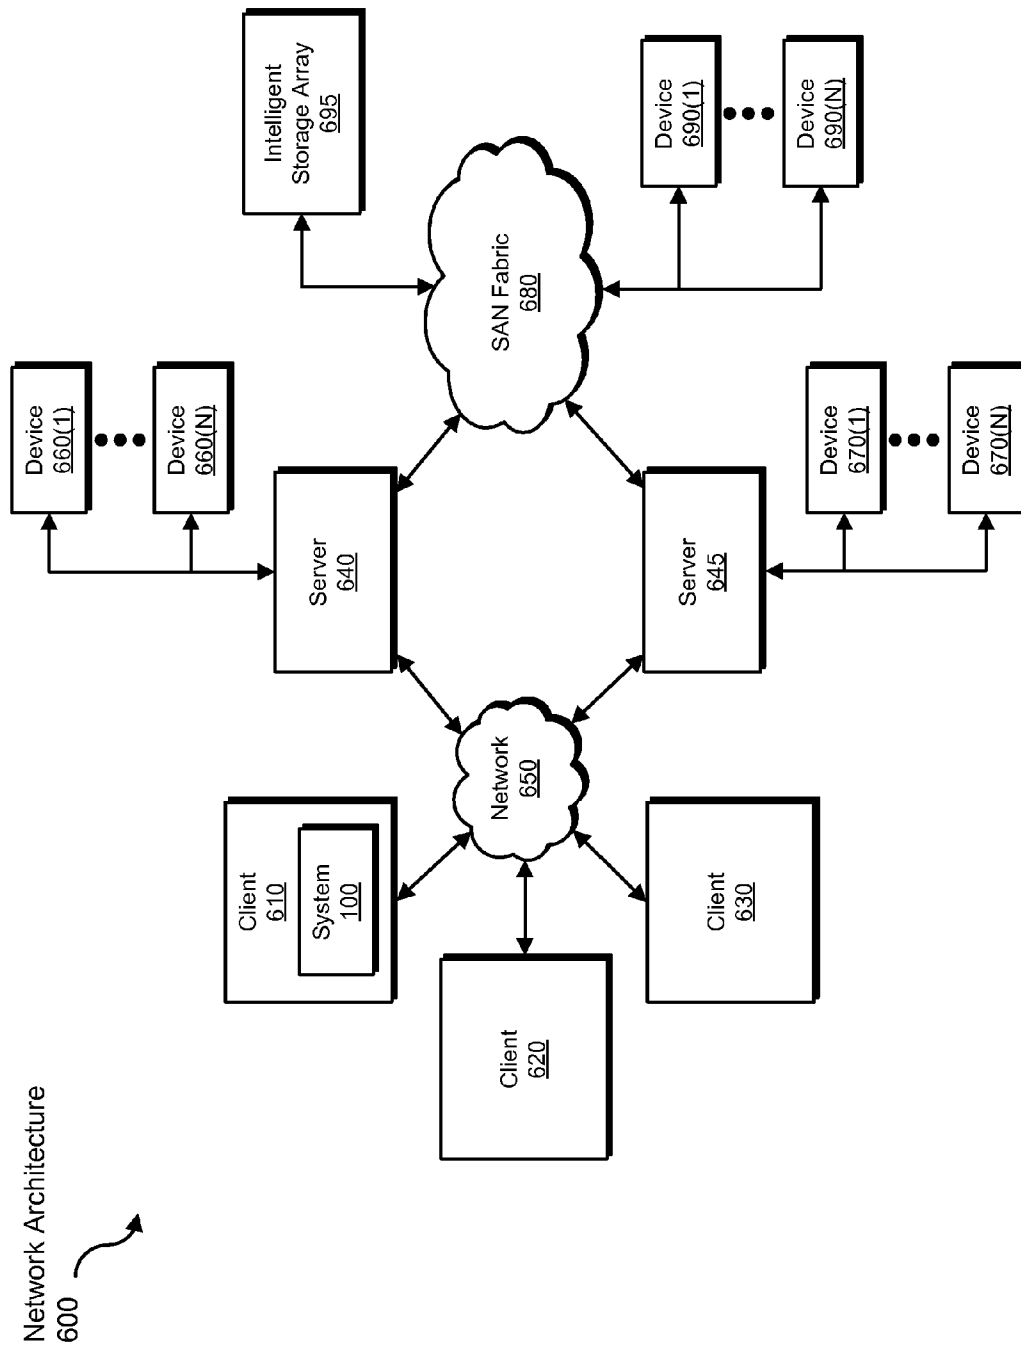 Network Architecture
600
Client
610
System
100
Client
620
Client
630
Network
650
Server
640
Server
645
Device
660(1)
Device
660(N)
Device
670(1)
Device
670(N)
SAN Fabric
680
Intelligent
Storage Array
695
Device
690(1)
Device
690(N)